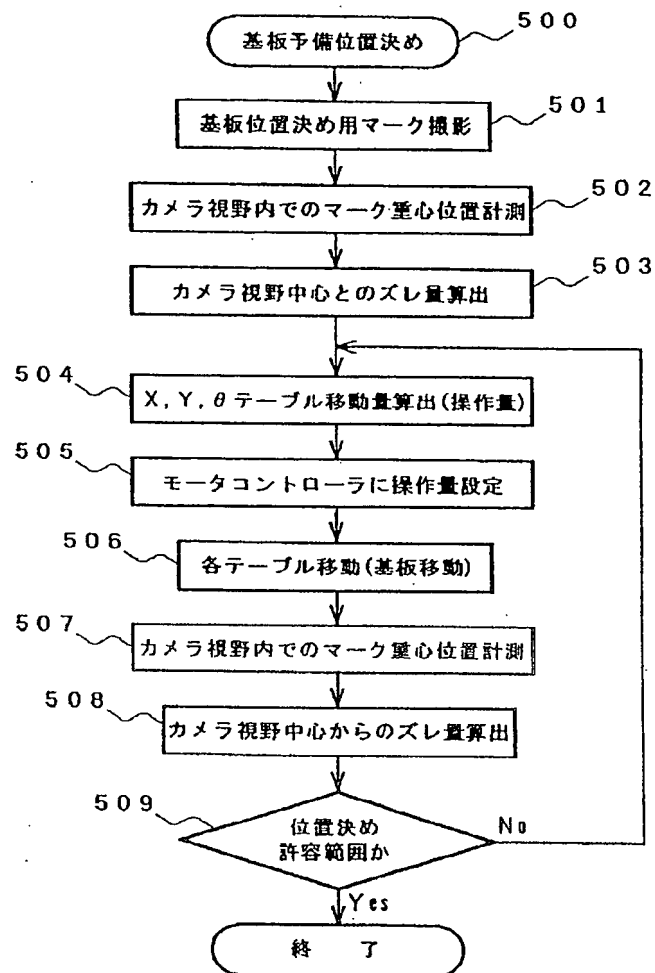 基板予備位置決め
500
基板位置決め用マーク撮影
501
カメラ視野内でのマーク重心位置計測
502
カメラ視野中心とのズレ量算出
503
504
X,Y,θテーブル移動量算出(操作量)
505
モータコントローラに操作量設定
506
各テーブル移動(基板移動)
507
カメラ視野内でのマーク重心位置計測
508
カメラ視野中心からのズレ量算出
509
位置決め
許容範囲か
No
Yes
終 了